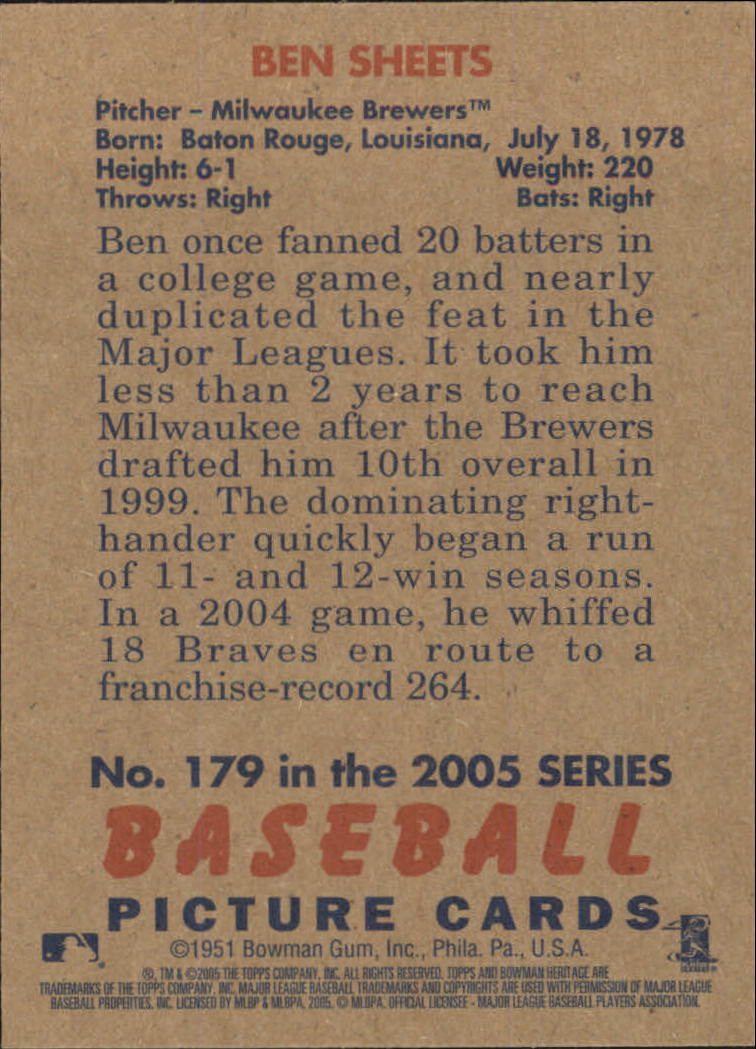 BEN SHEETS
Pitcher – Milwaukee Brewers™
Born: Baton Rouge, Louisiana, July 18, 1978
Height: 6-1 Weight: 220
Throws: Right Bats: Right
Ben once fanned 20 batters in
a college game, and nearly
duplicated the feat in the
Major Leagues. It took him
less than 2 years to reach
Milwaukee after the Brewers
drafted him 10th overall in
1999. The dominating right-
hander quickly began a run
of 11- and 12-win seasons.
In a 2004 game, he whiffed
18 Braves en route to a
franchise-record 264.
No. 179 in the 2005 SERIES
BASEBALL
PICTURE CARDS
©1951 Bowman Gum, Inc., Phila. Pa., U.S.A.
®, TM & ©2005 THE TOPPS COMPANY, INC. ALL RIGHTS RESERVED. TOPPS AND BOWMAN HERITAGE ARE
TRADEMARKS OF THE TOPPS COMPANY, INC. MAJOR LEAGUE BASEBALL TRADEMARKS AND COPYRIGHTS ARE USED WITH PERMISSION OF MAJOR LEAGUE
BASEBALL PROPERTIES, INC. LICENSED BY MLBP & MLBPA, 2005. © MLBPA. OFFICIAL LICENSEE - MAJOR LEAGUE BASEBALL PLAYERS ASSOCIATION.